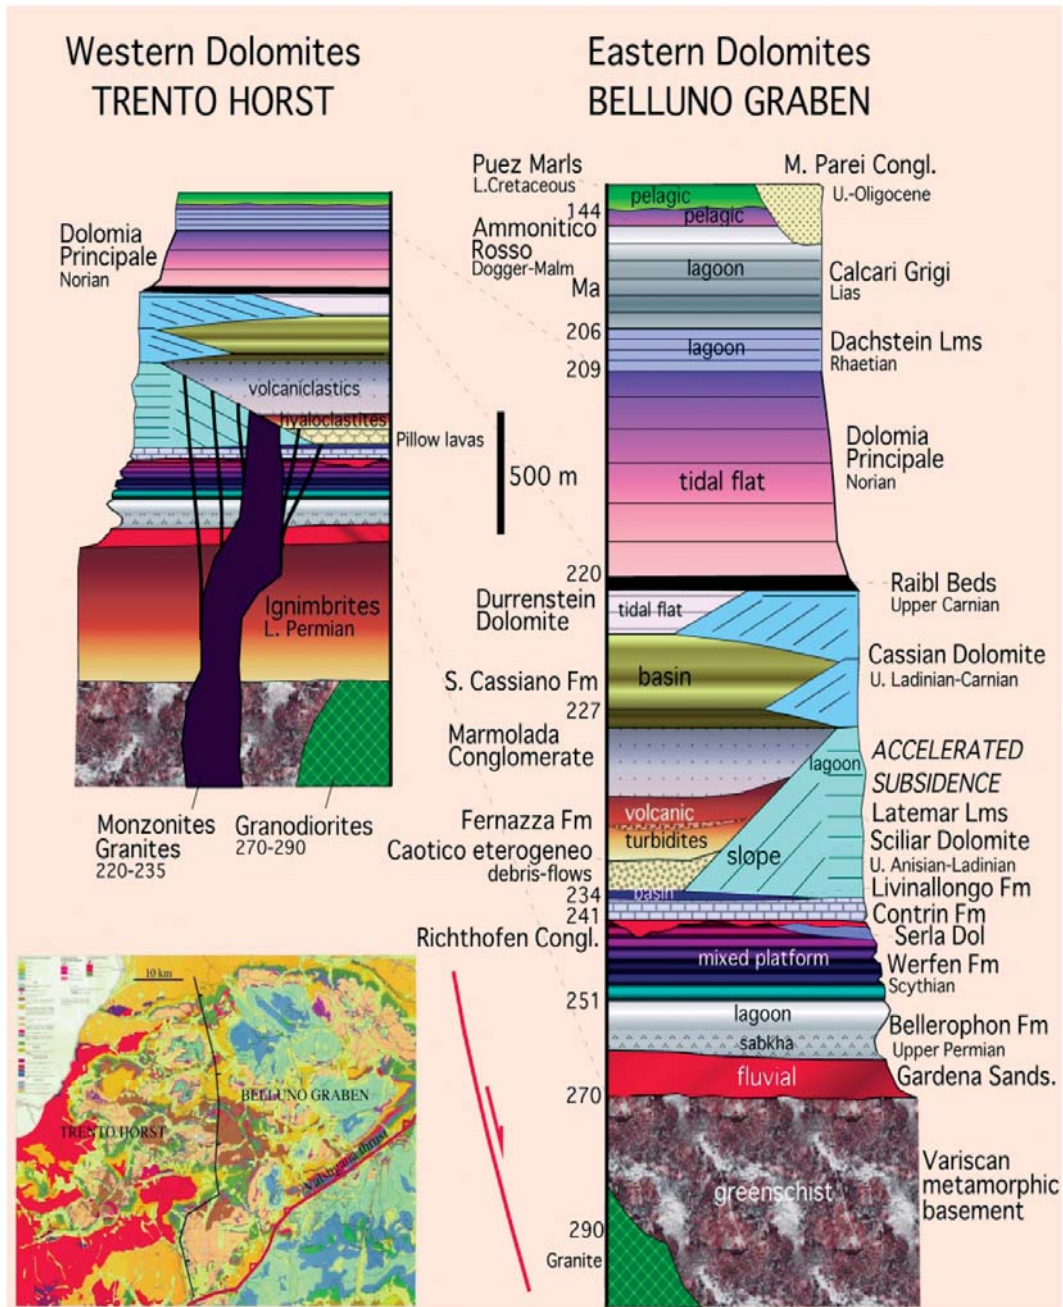 Western Dolomites
TRENTO HORST
Eastern Dolomites
BELLUNO GRABEN
Dolomia
Principale
Norian
volcaniclastics
hyaloclastites
Pillow lavas
Ignimbrites
L. Permian
Monzonites
Granites
220-235
Granodiorites
270-290
500 m
Puez Marls
L.Cretaceous
144
Ammonitico
Rosso
Dogger-Malm
Ma
206
209
220
Durrenstein
Dolomite
S. Cassiano Fm
227
Marmolada
Conglomerate
Fernazza Fm
Caotico eterogeneo
debris-flows
234
241
Richthofen Congl.
251
270
290
Granite
pelagic
pelagic
lagoon
lagoon
tidal flat
tidal flat
basin
lagoon
volcanic
turbidites
slope
basin
mixed platform
lagoon
sabkha
fluvial
greenschist
M. Parei Congl.
U.-Oligocene
Calcari Grigi
Lias
Dachstein Lms
Rhaetian
Dolomia
Principale
Norian
Raibl Beds
Upper Carnian
Cassian Dolomite
U. Ladinian-Carnian
ACCELERATED
SUBSIDENCE
Latemar Lms
Sciliar Dolomite
U. Anisian-Ladinian
Livinallongo Fm
Contrin Fm
Serla Dol
Werfen Fm
Scythian
Bellerophon Fm
Upper Permian
Gardena Sands.
Variscan
metamorphic
basement
10 km
BELLUNO GRABEN
TRENTO HORST
Valsugana thrust